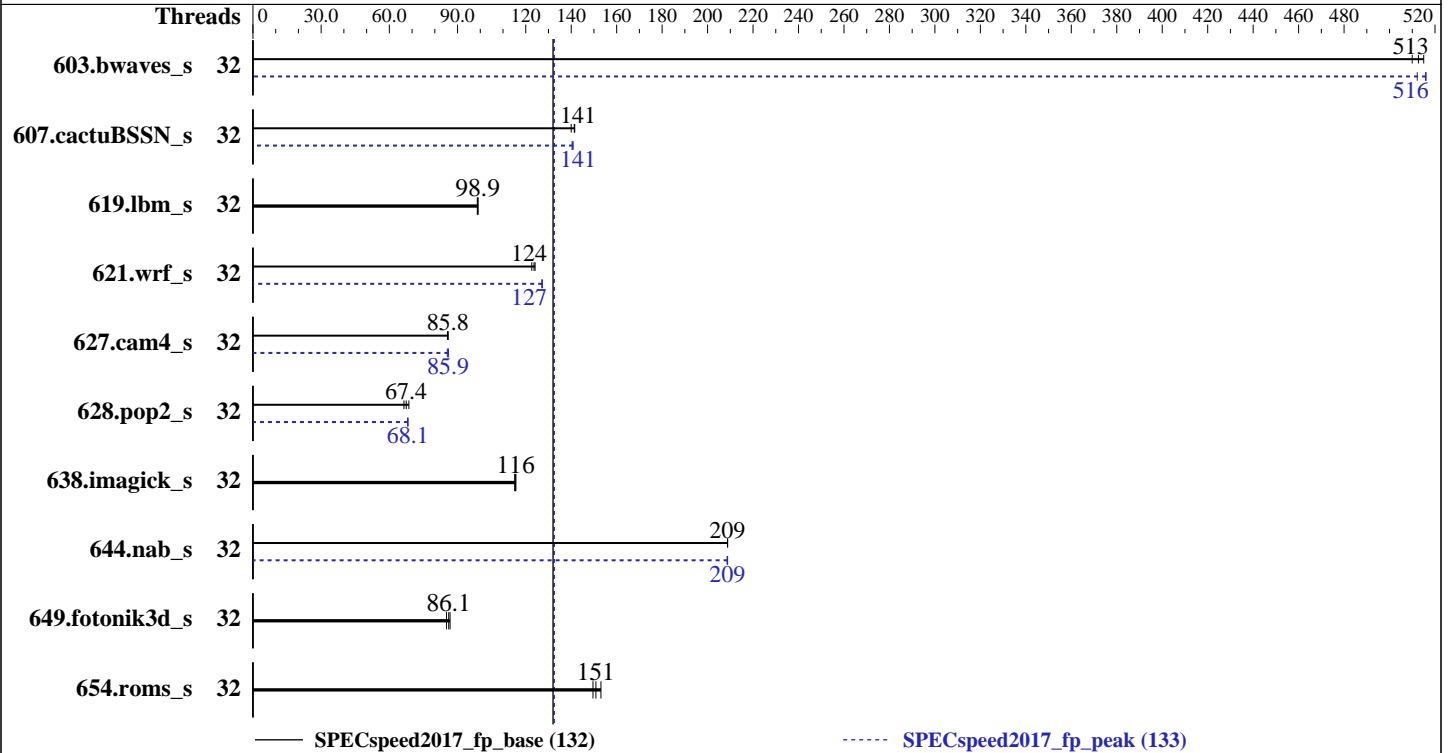 Threads 0 30.0 60.0 90.0 120 140 160 180 200 220 240 260 280 300 320 340 360 380 400 420 440 460 480 520
603.bwaves_s 32 513
516
607.cactuBSSN_s 32 141
141
619.lbm_s 32 98.9
621.wrf_s 32 124
127
627.cam4_s 32 85.8
85.9
628.pop2_s 32 67.4
68.1
638.imagick_s 32 116
644.nab_s 32 209
209
649.fotonik3d_s 32 86.1
654.roms_s 32 151
SPECspeed2017_fp_base (132) SPECspeed2017_fp_peak (133)